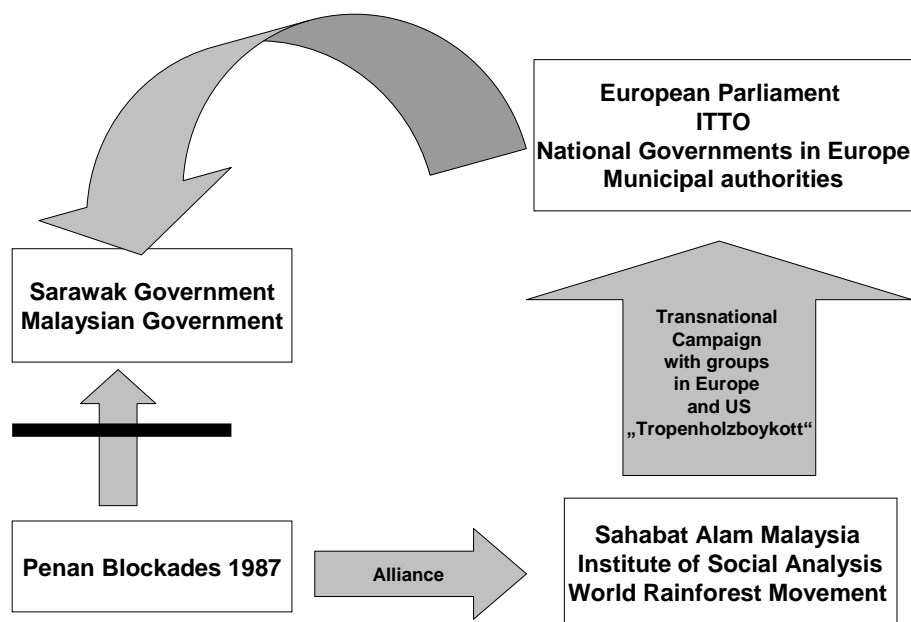 European Parliament
ITTO
National Governments in Europe
Municipal authorities
Sarawak Government
Malaysian Government
Transnational
Campaign
with groups
in Europe
and US
„Tropenholzboykott“
Penan Blockades 1987
Alliance
Sahabat Alam Malaysia
Institute of Social Analysis
World Rainforest Movement